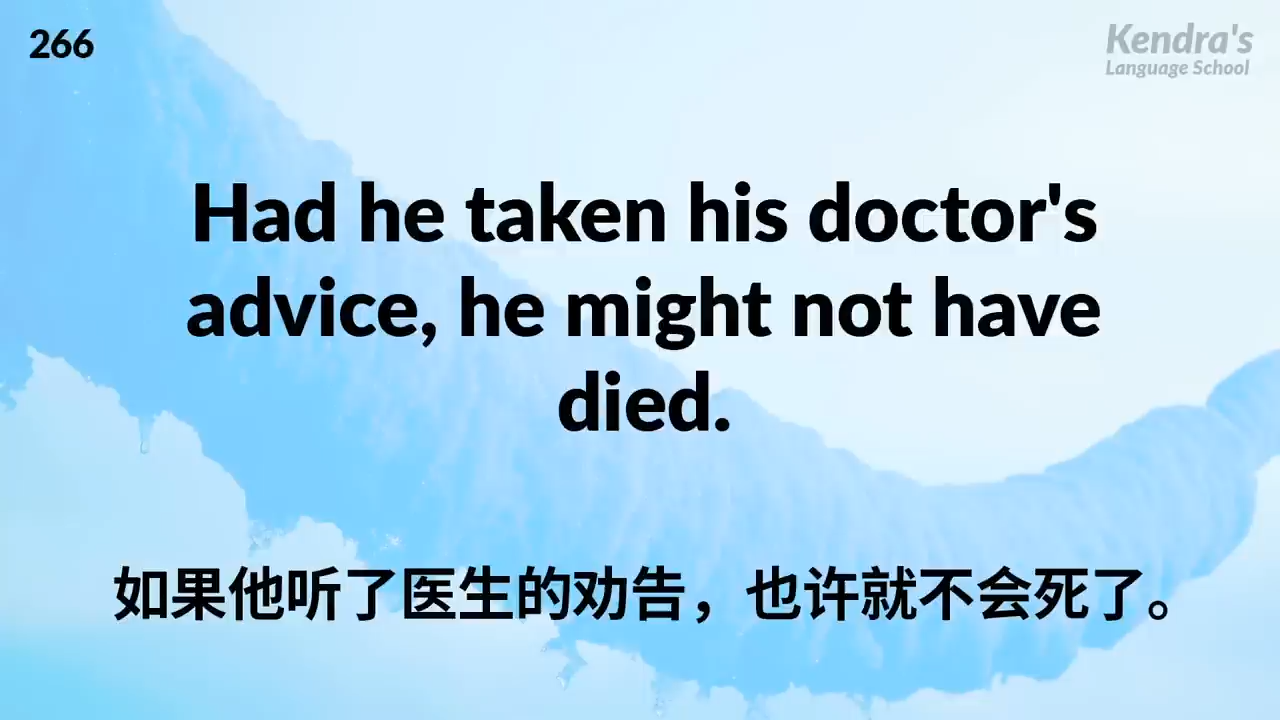 266
Kendra's
Language School
Had he taken his doctor's
advice, he might not have
died.
如果他听了医生的劝告，也许就不会死了。